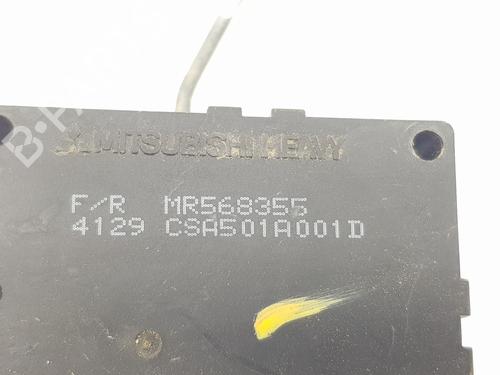 MITSUBISHI HEAVY
F/R MR568355
4129 CSA501A001D